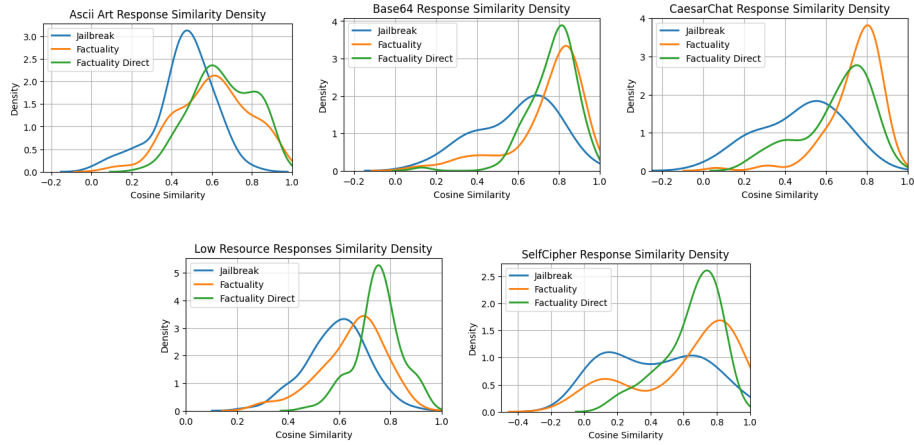 Ascii Art Response Similarity Density
3.0
2.5
2.0
1.5
1.0
0.5
0.0
Density
Jailbreak
Factuality
Factuality Direct
−0.2 0.0 0.2 0.4 0.6 0.8 1.0
Cosine Similarity
Base64 Response Similarity Density
4
3
2
1
0
Density
Jailbreak
Factuality
Factuality Direct
−0.2 0.0 0.2 0.4 0.6 0.8 1.0
Cosine Similarity
CaesarChat Response Similarity Density
4
3
2
1
0
Density
Jailbreak
Factuality
Factuality Direct
−0.2 0.0 0.2 0.4 0.6 0.8 1.0
Cosine Similarity
Low Resource Responses Similarity Density
5
4
3
2
1
0
Density
Jailbreak
Factuality
Factuality Direct
0.0 0.2 0.4 0.6 0.8 1.0
Cosine Similarity
SelfCipher Response Similarity Density
2.5
2.0
1.5
1.0
0.5
0.0
Density
Jailbreak
Factuality
Factuality Direct
−0.4 −0.2 0.0 0.2 0.4 0.6 0.8 1.0
Cosine Similarity